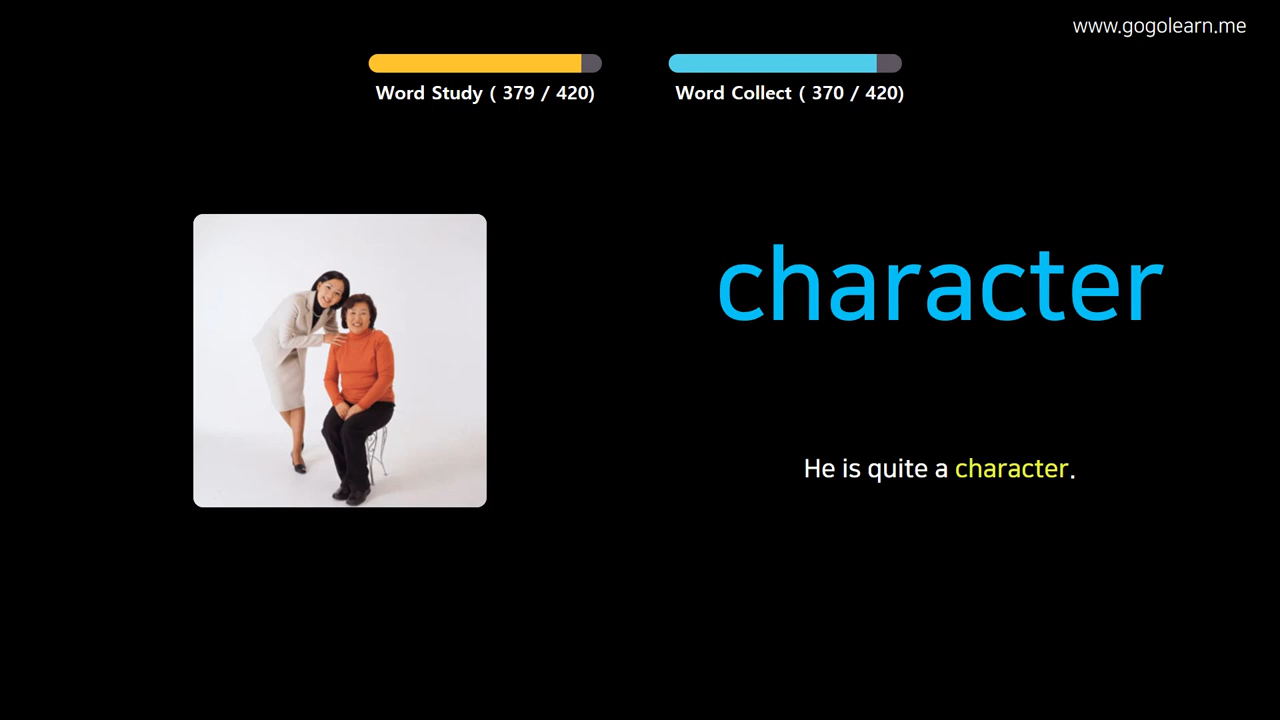 www.gogolearn.me
Word Study ( 379 / 420)
Word Collect ( 370 / 420)
character
He is quite a character.